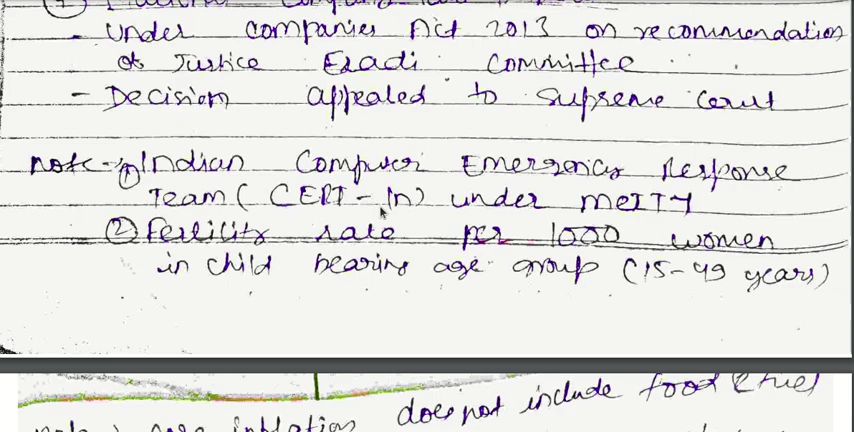 - Under companies Act 2013 on recommendation
of Justice Eradi Committee
- Decision appealed to Supreme Court
note - ① Indian Computer Emergency Response
Team (CERT-In) under MeITY
② Fertility rate per 1000 women
in child bearing age group (15-49 years)
does not include food & fuel
core inflation